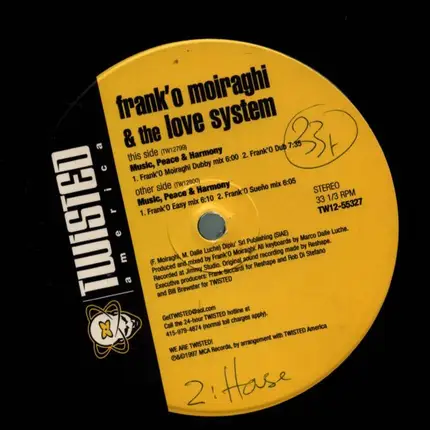 TWISTED
america
frank'o moiraghi
& the love system
this side (TW12799)
Music, Peace & Harmony
1. Frank'O Moiraghi Dubby mix 6:00 2. Frank'O Dub 7:35
other side (TW12800)
Music, Peace & Harmony
1. Frank'O Easy mix 6:10 2. Frank'O Sueño mix 6:05
33
STEREO
33 1/3 RPM
TW12-55327
(F. Moiraghi, M. Dalle Luche) Dipiu' Srl Publishing (SIAE)
Produced and mixed by Frank'O Moiraghi. All keyboards by Marco Dalle Luche.
Recorded at Jimmy Studio. Original sound recording made by Reshape.
Executive producers: Frank Siccardi for Reshape and Rob Di Stefano
and Bill Brewster for TWISTED
GetTWISTED@aol.com
Call the 24-hour TWISTED hotline at
415-979-4874 (normal toll charges apply).
WE ARE TWISTED!
©&℗1997 MCA Records, by arrangement with TWISTED America
2: Hose